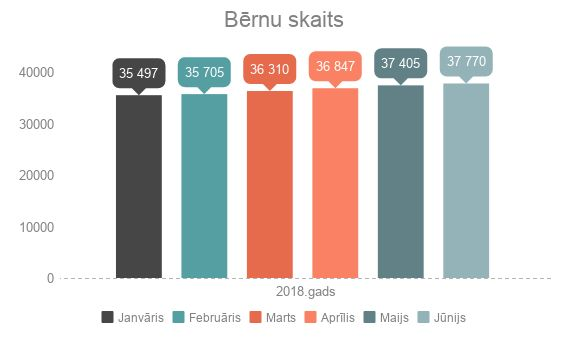 Bērnu skaits
35 497 35 705 36 310 36 847 37 405 37 770
40000
30000
20000
10000
0
2018.gads
Janvāris Februāris Marts Aprīlis Maijs Jūnijs